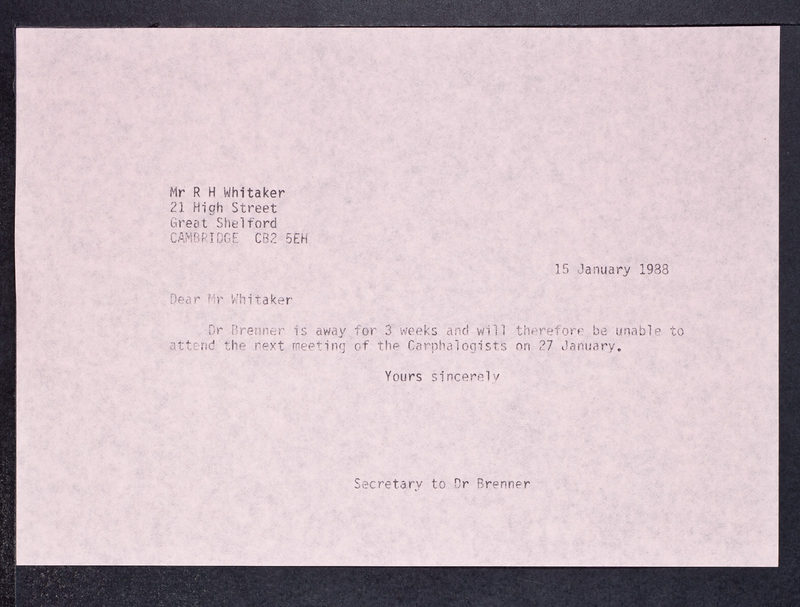 Mr R H Whitaker
21 High Street
Great Shelford
CAMBRIDGE CB2 5EH
15 January 1988
Dear Mr Whitaker
Dr Brenner is away for 3 weeks and will therefore be unable to
attend the next meeting of the Carphalogists on 27 January.
Yours sincerely
Secretary to Dr Brenner